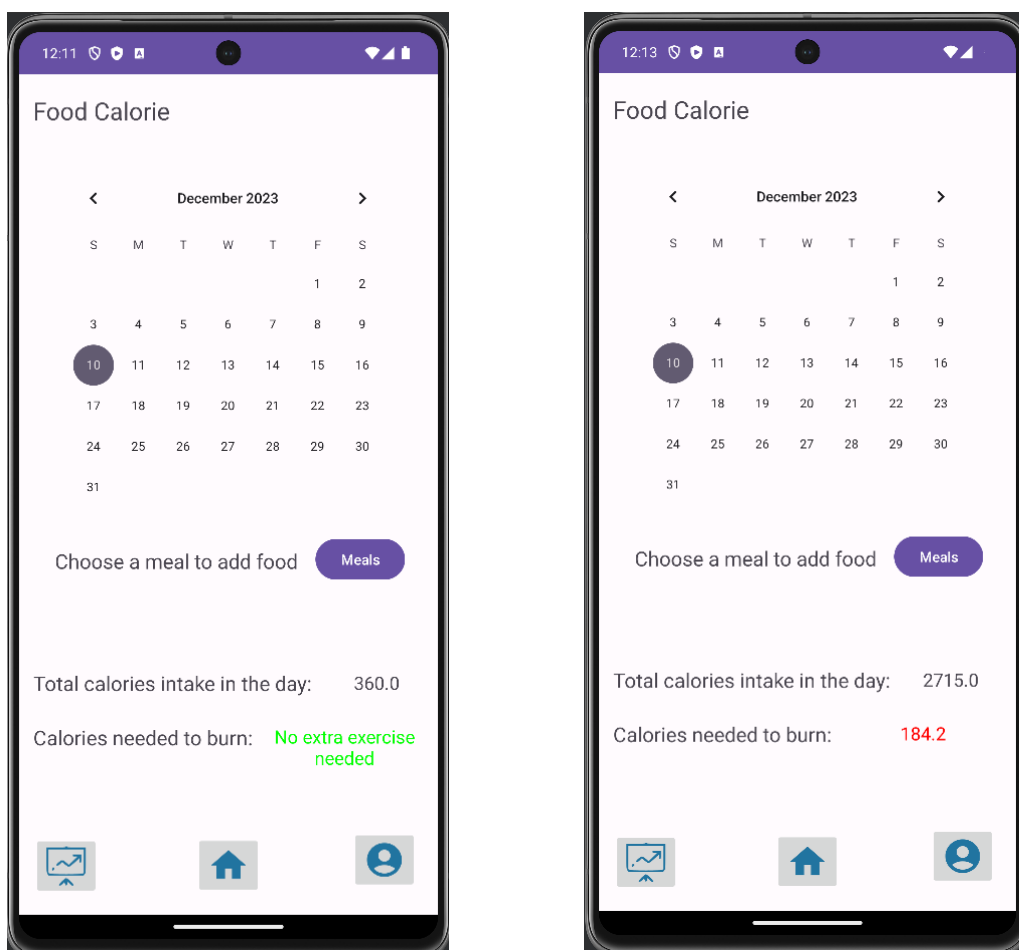 12:11
Food Calorie
December 2023
S M T W T F S
1 2
3 4 5 6 7 8 9
10 11 12 13 14 15 16
17 18 19 20 21 22 23
24 25 26 27 28 29 30
31
Choose a meal to add food Meals
Total calories intake in the day: 360.0
Calories needed to burn: No extra exercise
needed
12:13
Food Calorie
December 2023
S M T W T F S
1 2
3 4 5 6 7 8 9
10 11 12 13 14 15 16
17 18 19 20 21 22 23
24 25 26 27 28 29 30
31
Choose a meal to add food Meals
Total calories intake in the day: 2715.0
Calories needed to burn: 184.2